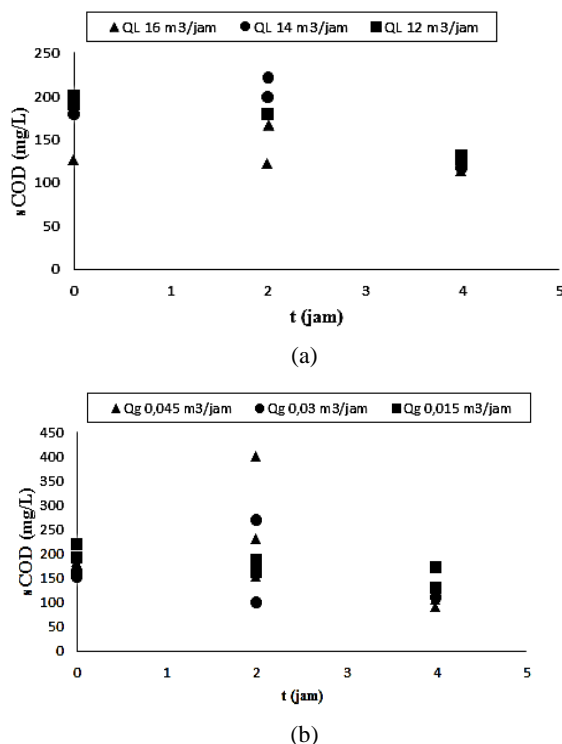 ▲ QL 16 m3/jam ● QL 14 m3/jam ■ QL 12 m3/jam
250
200
150
100
50
0
sCOD (mg/L)
0 1 2 3 4 5
t (jam)
(a)
▲ Qg 0,045 m3/jam ● Qg 0,03 m3/jam ■ Qg 0,015 m3/jam
450
400
350
300
250
200
150
100
50
0
sCOD (mg/L)
0 1 2 3 4 5
t (jam)
(b)